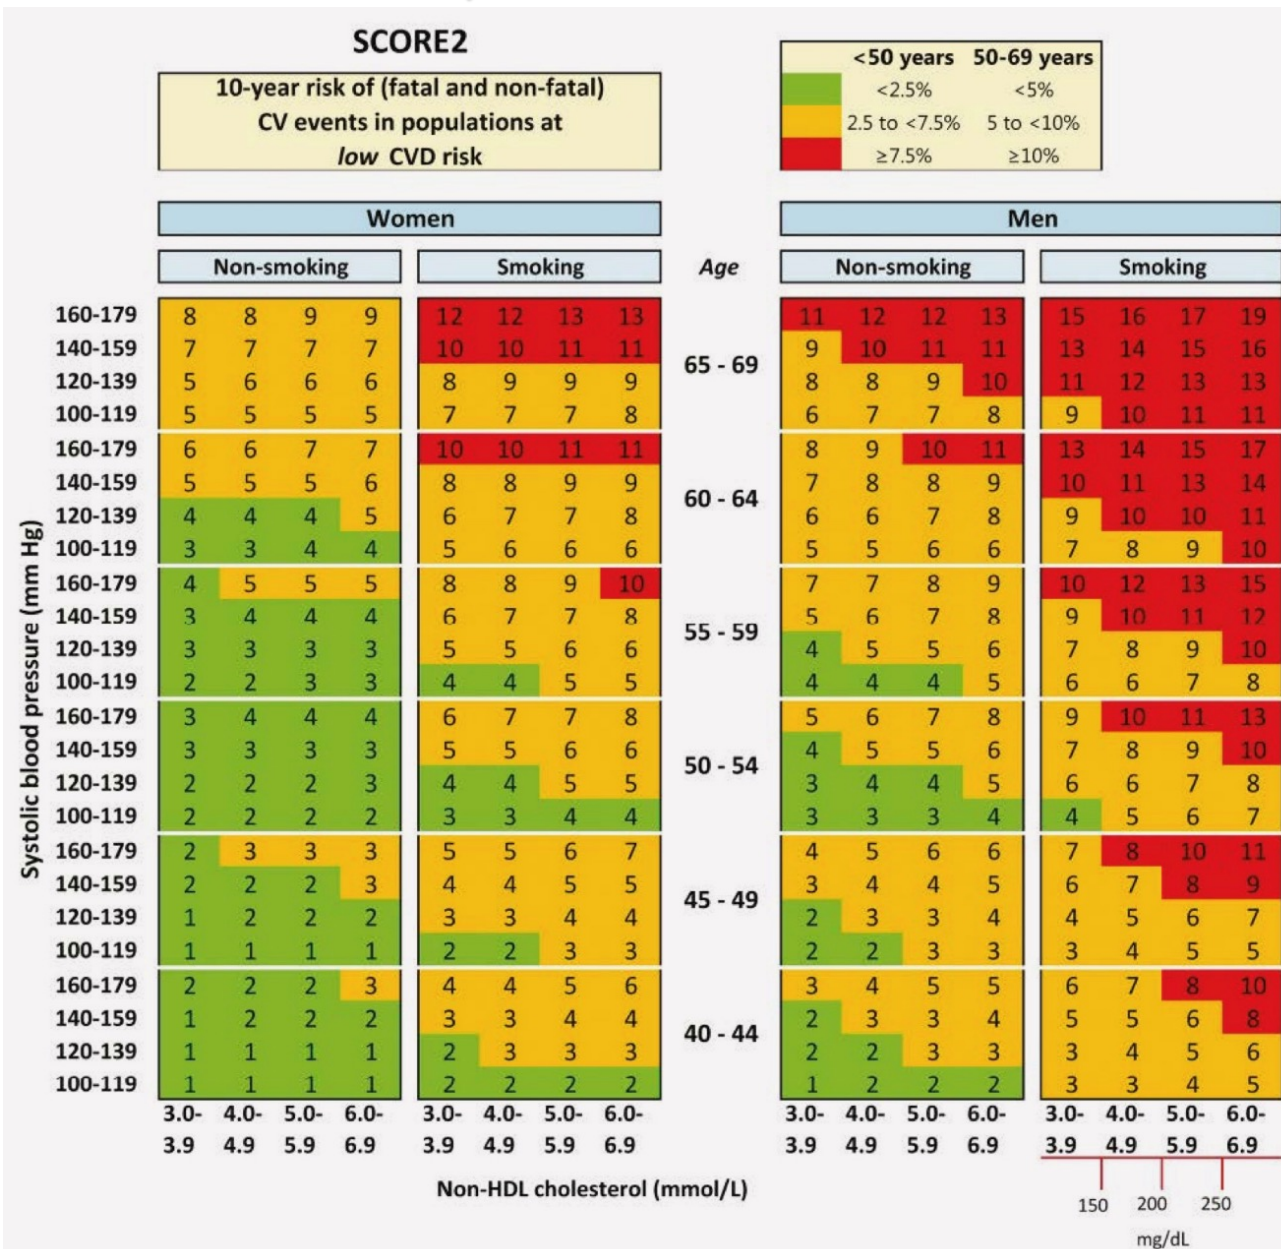 SCORE2
10-year risk of (fatal and non-fatal)
CV events in populations at
low CVD risk
<50 years 50-69 years
<2.5% <5%
2.5 to <7.5% 5 to <10%
≥7.5% ≥10%
Women Men
Non-smoking Smoking Age Non-smoking Smoking
Systolic blood pressure (mm Hg)
160-179 8 8 9 9 12 12 13 13 11 12 12 13 15 16 17 19
140-159 7 7 7 7 10 10 11 11 9 10 11 11 13 14 15 16
65 - 69
120-139 5 6 6 6 8 9 9 9 8 8 9 10 11 12 13 13
100-119 5 5 5 5 7 7 7 8 6 7 7 8 9 10 11 11
160-179 6 6 7 7 10 10 11 11 8 9 10 11 13 14 15 17
140-159 5 5 5 6 8 8 9 9 7 8 8 9 10 11 13 14
60 - 64
120-139 4 4 4 5 6 7 7 8 6 6 7 8 9 10 10 11
100-119 3 3 4 4 5 6 6 6 5 5 6 6 7 8 9 10
160-179 4 5 5 5 8 8 9 10 7 7 8 9 10 12 13 15
140-159 3 4 4 4 6 7 7 8 5 6 7 8 9 10 11 12
55 - 59
120-139 3 3 3 3 5 5 6 6 4 5 5 6 7 8 9 10
100-119 2 2 3 3 4 4 5 5 4 4 4 5 6 6 7 8
160-179 3 4 4 4 6 7 7 8 5 6 7 8 9 10 11 13
140-159 3 3 3 3 5 5 6 6 4 5 5 6 7 8 9 10
50 - 54
120-139 2 2 2 3 4 4 5 5 3 4 4 5 6 6 7 8
100-119 2 2 2 2 3 3 4 4 3 3 3 4 4 5 6 7
160-179 2 3 3 3 5 5 6 7 4 5 6 6 7 8 10 11
140-159 2 2 2 3 4 4 5 5 3 4 4 5 6 7 8 9
45 - 49
120-139 1 2 2 2 3 3 4 4 2 3 3 4 4 5 6 7
100-119 1 1 1 1 2 2 3 3 2 2 3 3 3 4 5 5
160-179 2 2 2 3 4 4 5 6 3 4 5 5 6 7 8 10
140-159 1 2 2 2 3 3 4 4 2 3 3 4 5 5 6 8
40 - 44
120-139 1 1 1 1 2 3 3 3 2 2 3 3 3 4 5 6
100-119 1 1 1 1 2 2 2 2 1 2 2 2 3 3 4 5
3.0- 4.0- 5.0- 6.0- 3.0- 4.0- 5.0- 6.0- 3.0- 4.0- 5.0- 6.0- 3.0- 4.0- 5.0- 6.0-
3.9 4.9 5.9 6.9 3.9 4.9 5.9 6.9 3.9 4.9 5.9 6.9 3.9 4.9 5.9 6.9
Non-HDL cholesterol (mmol/L)
150 200 250
mg/dL